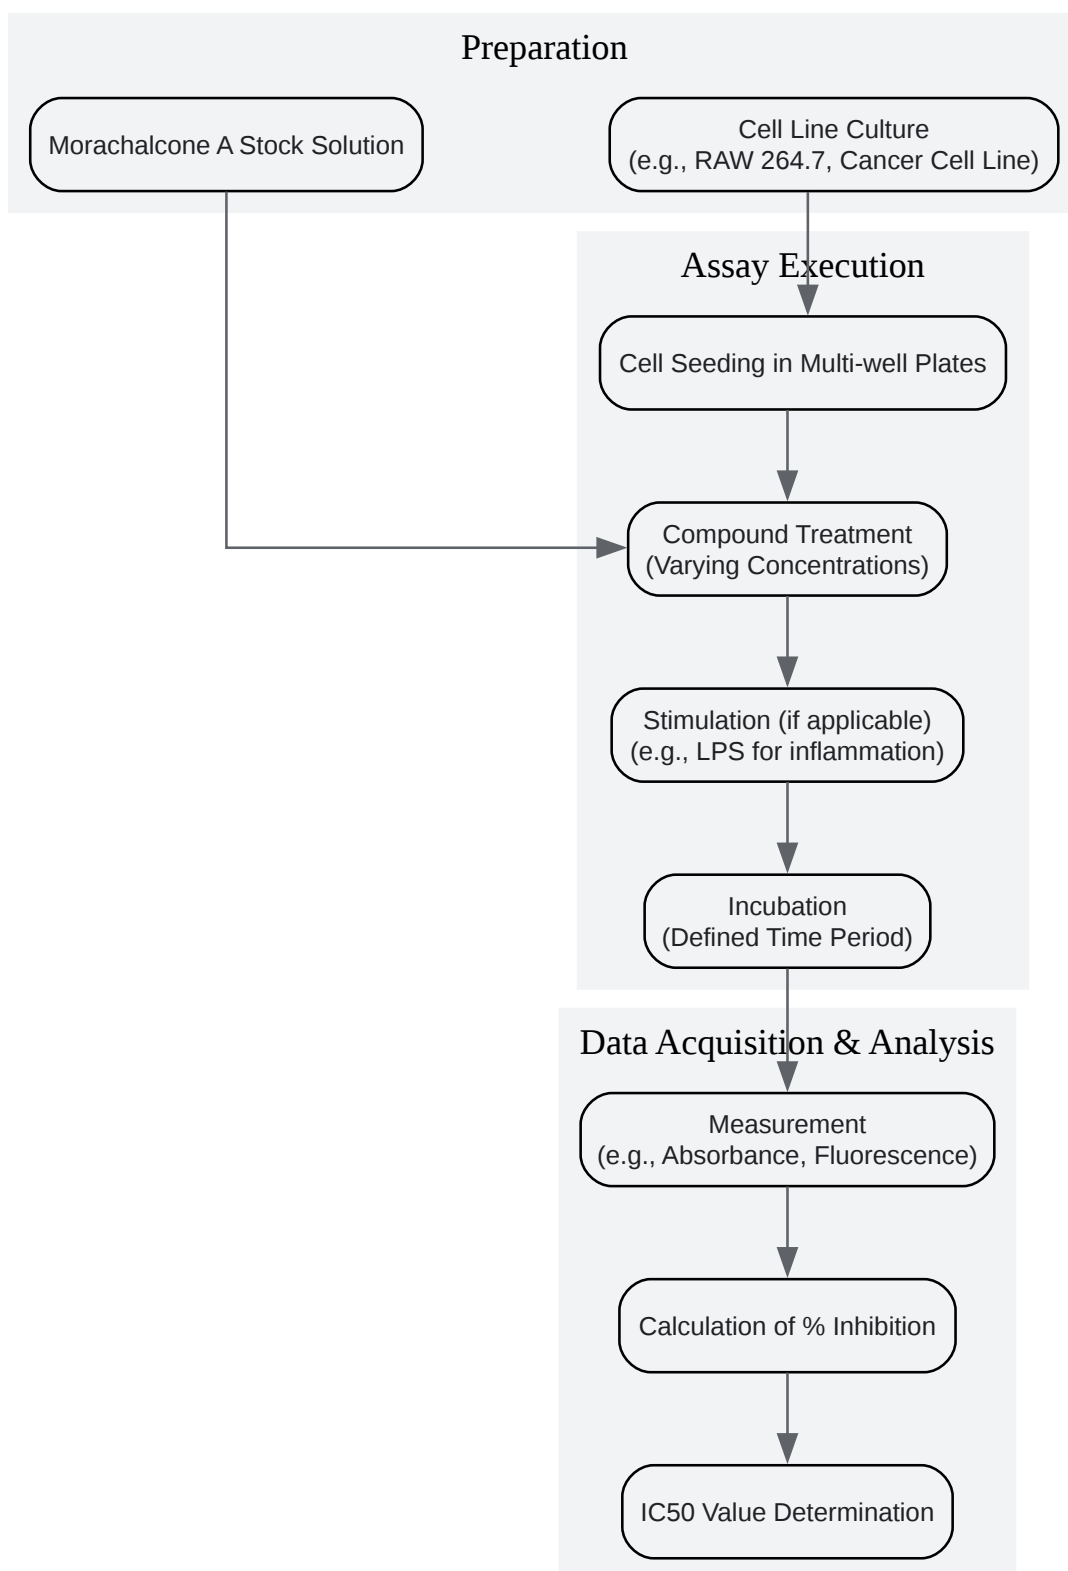 Preparation
Morachalcone A Stock Solution
Cell Line Culture
(e.g., RAW 264.7, Cancer Cell Line)
Assay Execution
Cell Seeding in Multi-well Plates
Compound Treatment
(Varying Concentrations)
Stimulation (if applicable)
(e.g., LPS for inflammation)
Incubation
(Defined Time Period)
Data Acquisition & Analysis
Measurement
(e.g., Absorbance, Fluorescence)
Calculation of % Inhibition
IC50 Value Determination